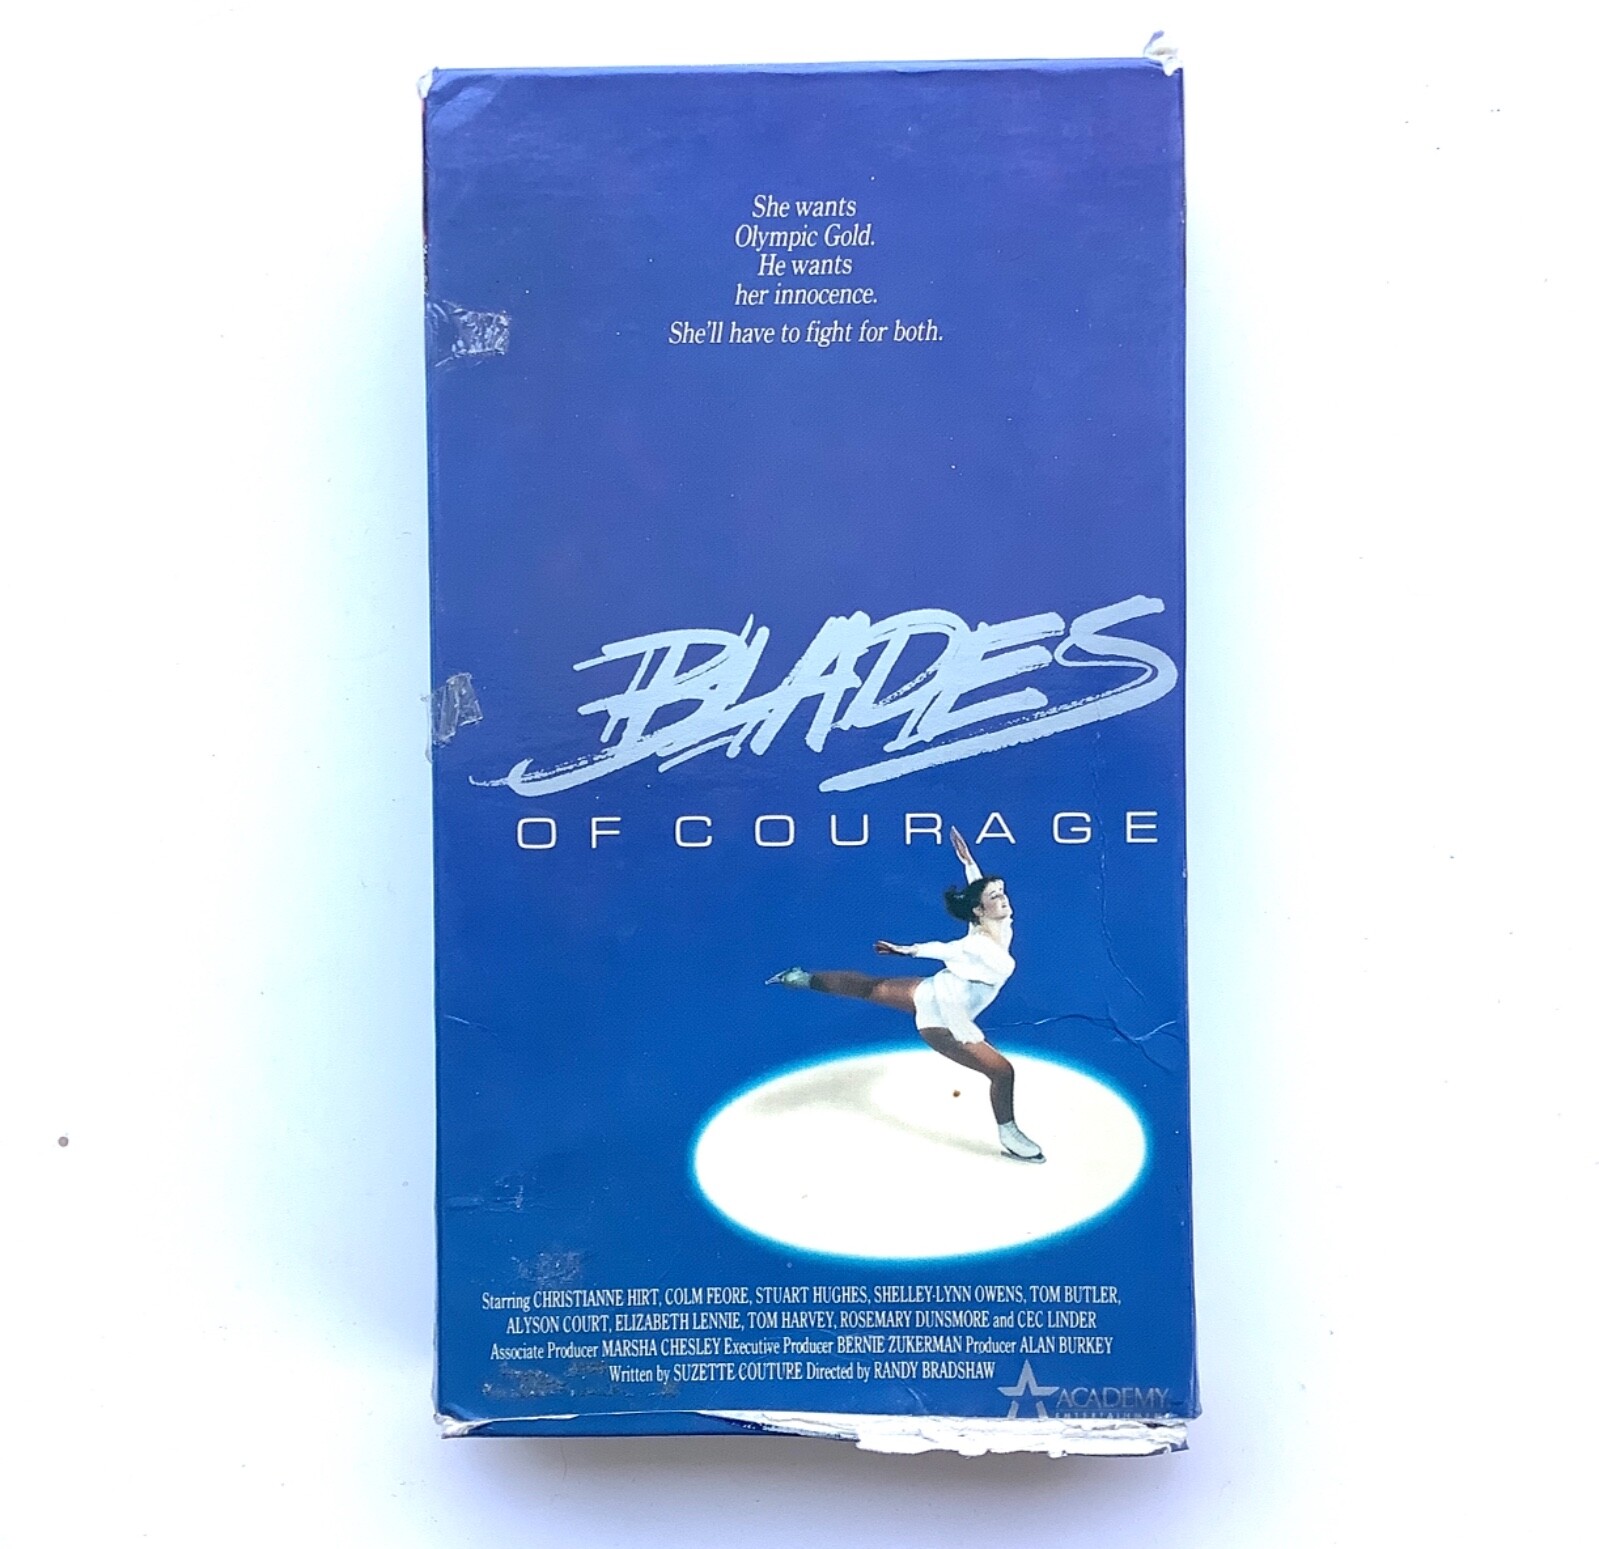 She wants
Olympic Gold.
He wants
her innocence.
She'll have to fight for both.
BLADES
OF COURAGE
Starring CHRISTIANNE HIRT, COLM FEORE, STUART HUGHES, SHELLEY-LYNN OWENS, TOM BUTLER,
ALYSON COURT, ELIZABETH LENNIE, TOM HARVEY, ROSEMARY DUNSMORE and CEC LINDER
Associate Producer MARSHA CHESLEY Executive Producer BERNIE ZUKERMAN Producer ALAN BURKEY
Written by SUZETTE COUTURE Directed by RANDY BRADSHAW
ACADEMY
ENTERTAINMENT